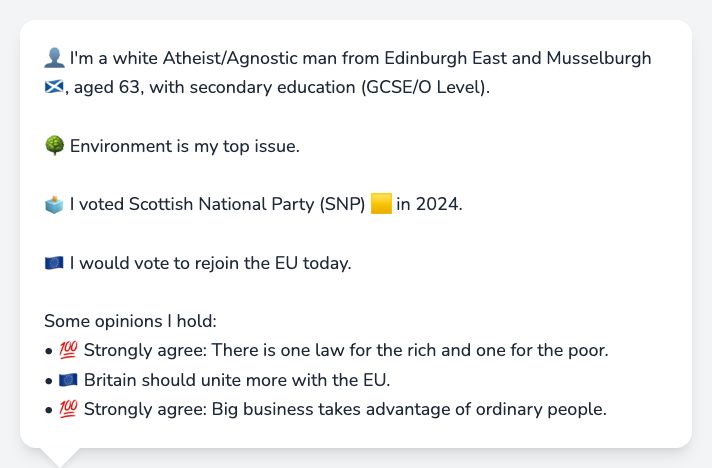 👤 I'm a white Atheist/Agnostic man from Edinburgh East and Musselburgh
🏴󠁧󠁢󠁳󠁣󠁴󠁿, aged 63, with secondary education (GCSE/O Level).
🌳 Environment is my top issue.
🗳️ I voted Scottish National Party (SNP) 🟨 in 2024.
🇪🇺 I would vote to rejoin the EU today.
Some opinions I hold:
• 💯 Strongly agree: There is one law for the rich and one for the poor.
• 🇪🇺 Britain should unite more with the EU.
• 💯 Strongly agree: Big business takes advantage of ordinary people.